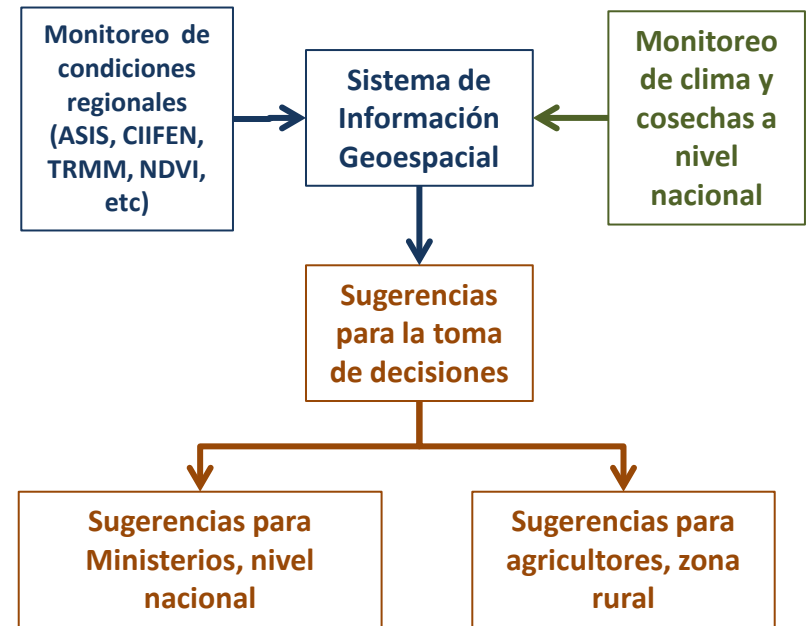 Monitoreo de
condiciones
regionales
(ASIS, CIIFEN,
TRMM, NDVI,
etc)
Sistema de
Información
Geoespacial
Monitoreo
de clima y
cosechas a
nivel
nacional
Sugerencias
para la toma
de decisiones
Sugerencias para
Ministerios, nivel
nacional
Sugerencias para
agricultores, zona
rural